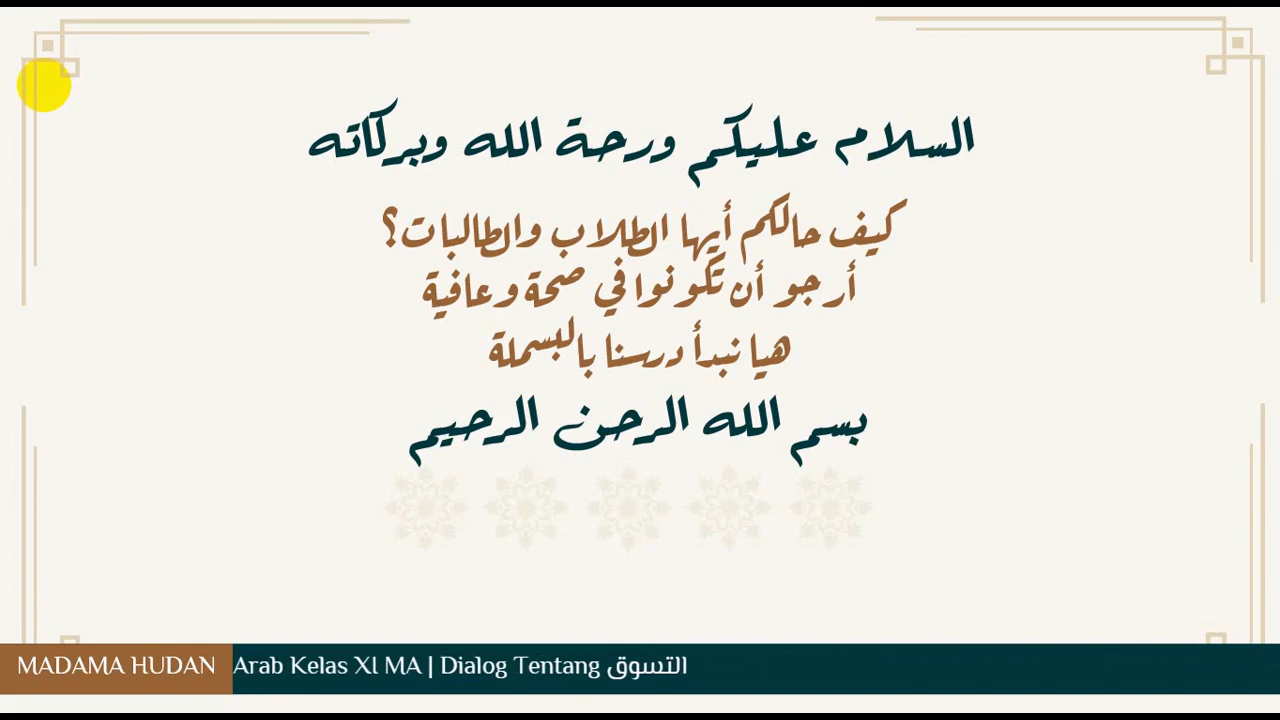 السلام عليكم ورحمة الله وبركاته
كيف حالكم أيها الطلاب والطالبات؟
أرجو أن تكونوا في صحة وعافية
هيا نبدأ درسنا بالبسملة
بسم الله الرحمن الرحيم
MADAMA HUDAN Arab Kelas XI MA | Dialog Tentang التسوق